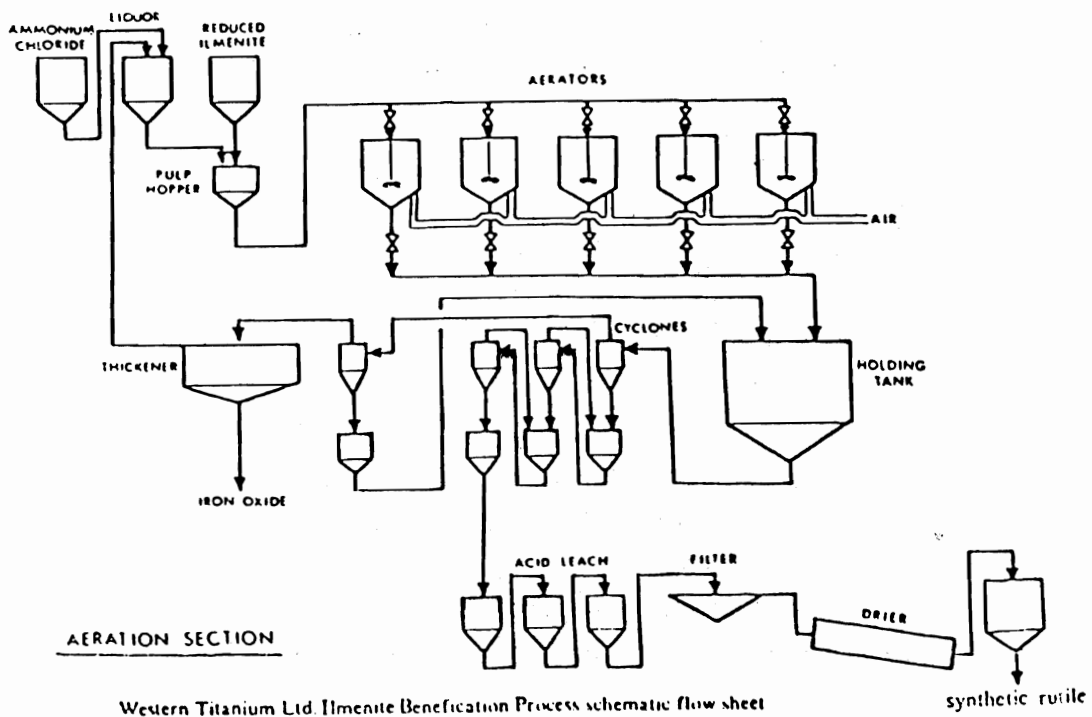 LIQUOR
AMMONIUM
CHLORIDE
REDUCED
ILMENITE
AERATORS
PULP
HOPPER
AIR
CYCLONES
THICKENER
HOLDING
TANK
IRON OXIDE
ACID LEACH
FILTER
DRIER
AERATION SECTION
synthetic rutile
Western Titanium Ltd. Ilmenite Benefication Process schematic flow sheet